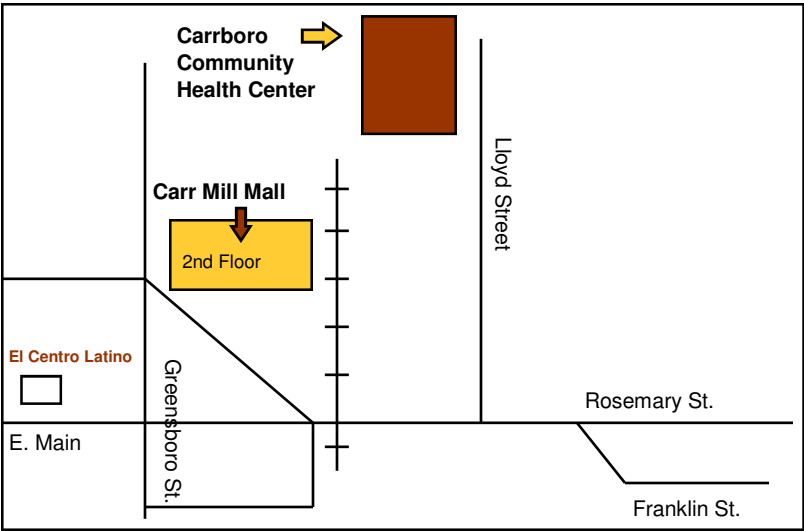 Carrboro
Community
Health Center
Lloyd Street
Carr Mill Mall
2nd Floor
El Centro Latino
Greensboro St.
Rosemary St.
E. Main
Franklin St.